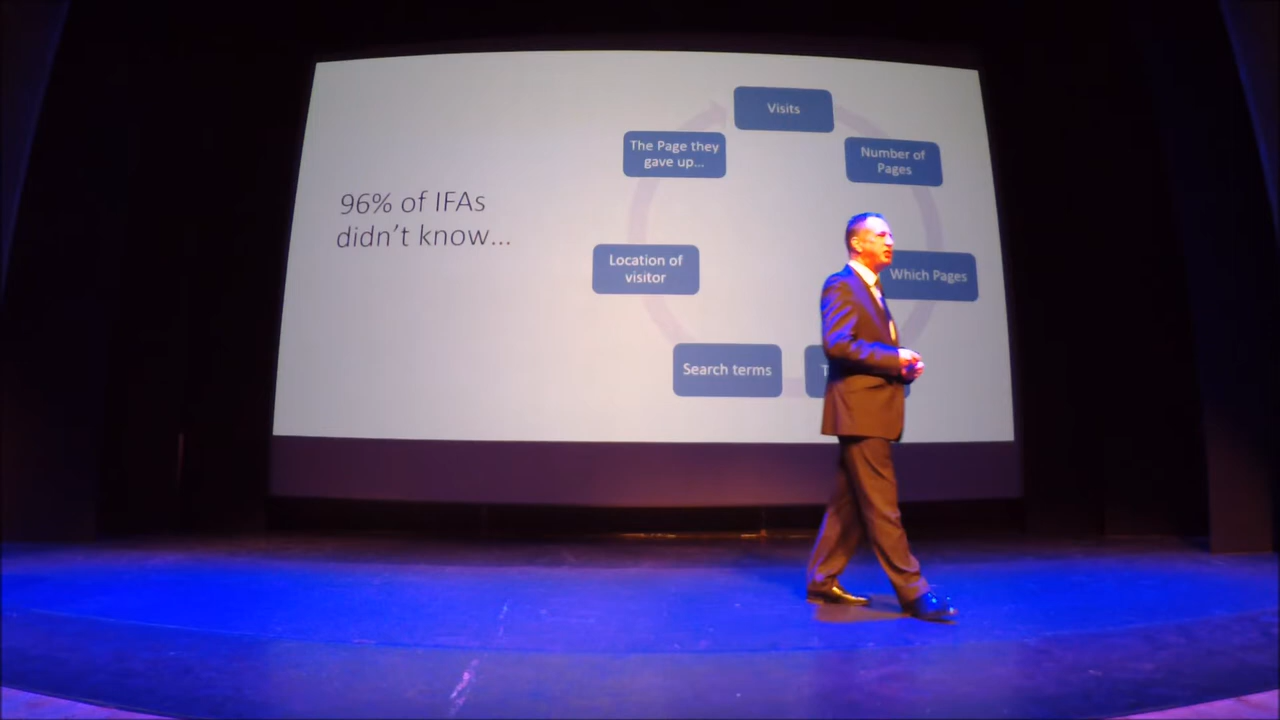 96% of IFAs
didn't know...
Visits
Number of
Pages
Which Pages
Search terms
Location of
visitor
The Page they
gave up...